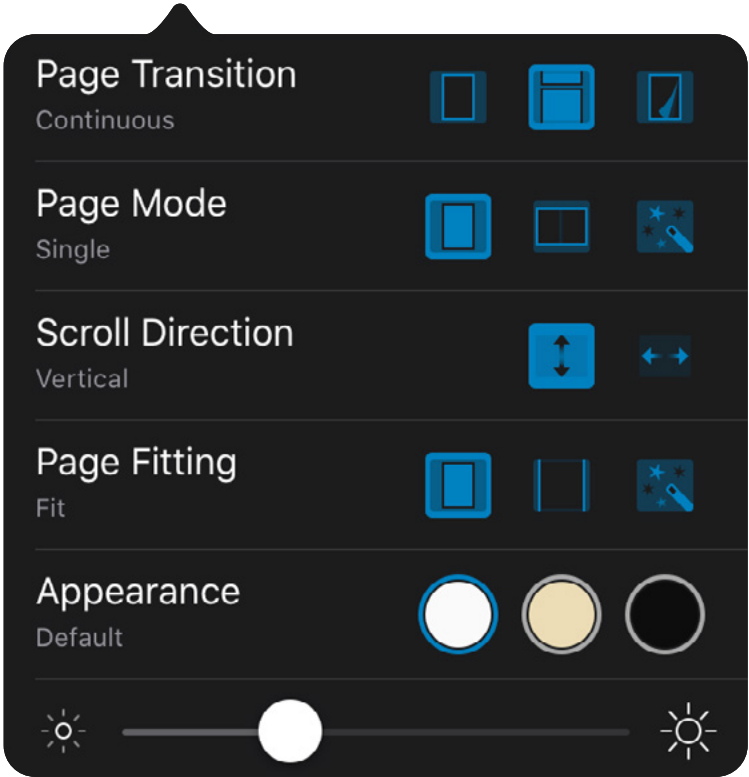 Page Transition
Continuous
Page Mode
Single
Scroll Direction
Vertical
Page Fitting
Fit
Appearance
Default